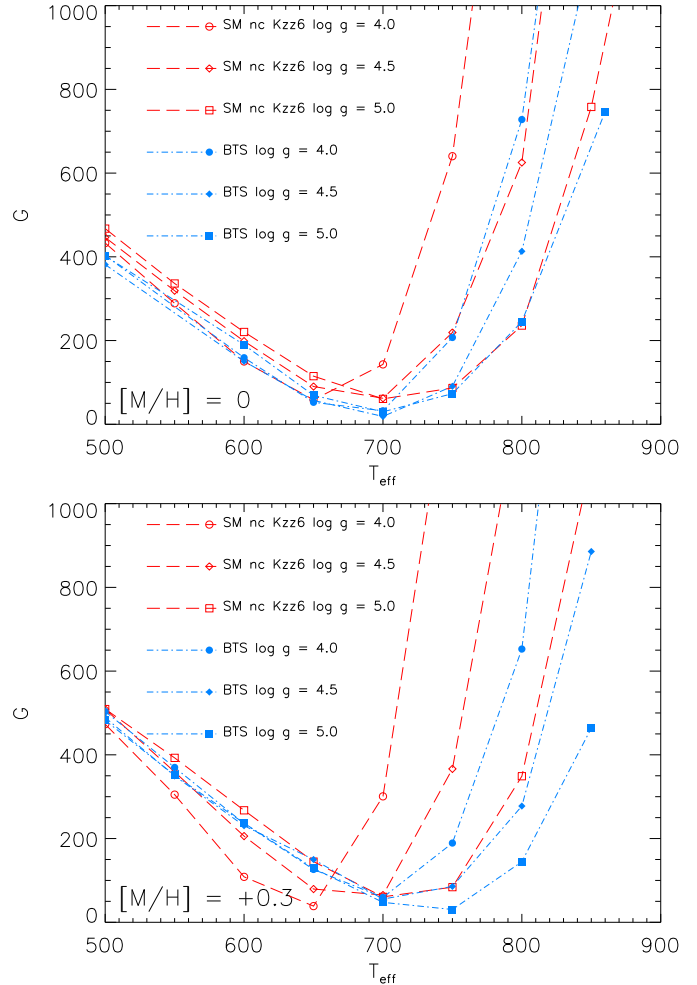 1000
SM nc Kzz6 log g = 4.0
SM nc Kzz6 log g = 4.5
800
SM nc Kzz6 log g = 5.0
BTS log g = 4.0
600
BTS log g = 4.5
G
BTS log g = 5.0
400
200
[M/H] = 0
0
500 600 700 800 900
Teff
1000
SM nc Kzz6 log g = 4.0
SM nc Kzz6 log g = 4.5
800
SM nc Kzz6 log g = 5.0
BTS log g = 4.0
600
BTS log g = 4.5
G
BTS log g = 5.0
400
200
[M/H] = +0.3
0
500 600 700 800 900
Teff